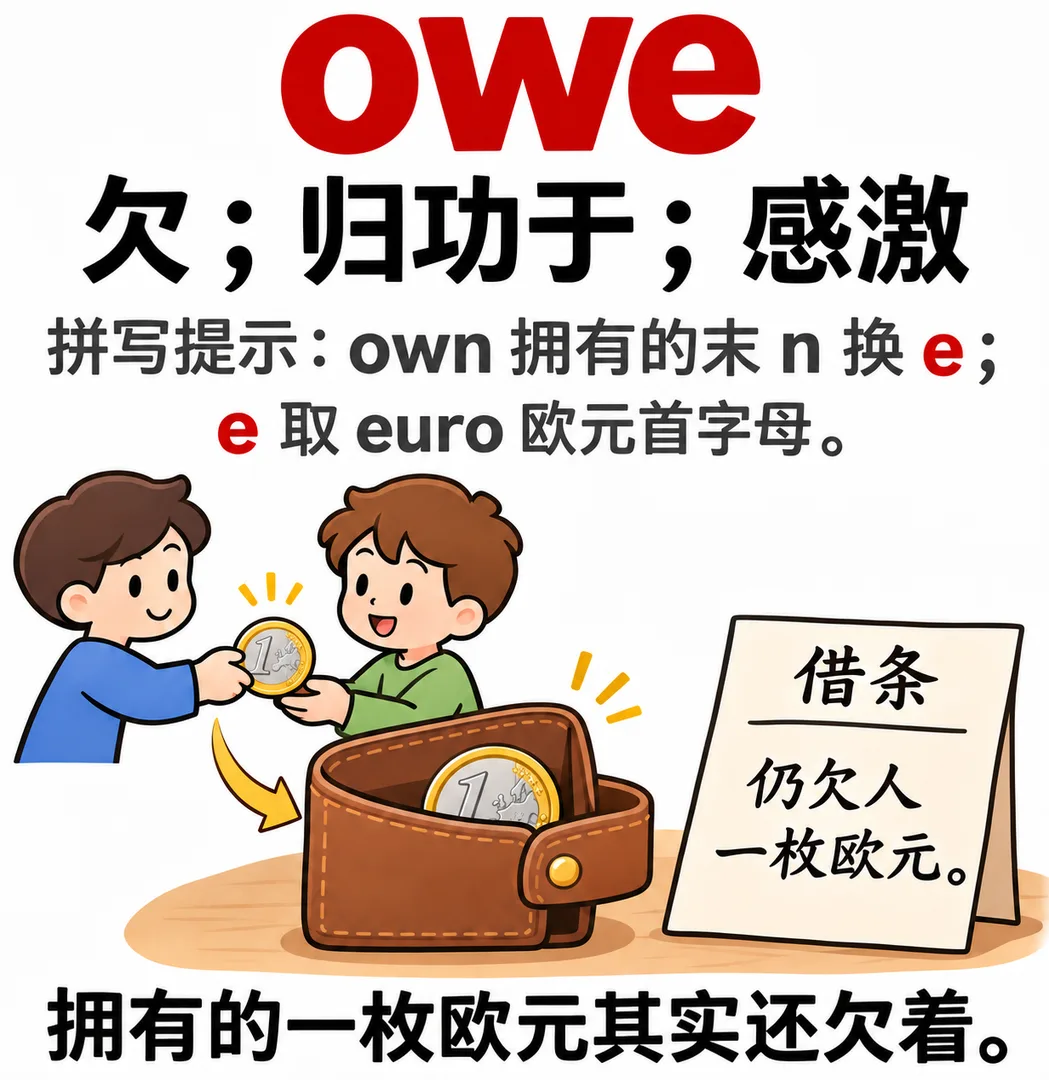 owe
欠；归功于；感激
拼写提示：own 拥有的末 n 换 e；
e 取 euro 欧元首字母。
1
1
借条
仍欠人
一枚欧元。
拥有的一枚欧元其实还欠着。